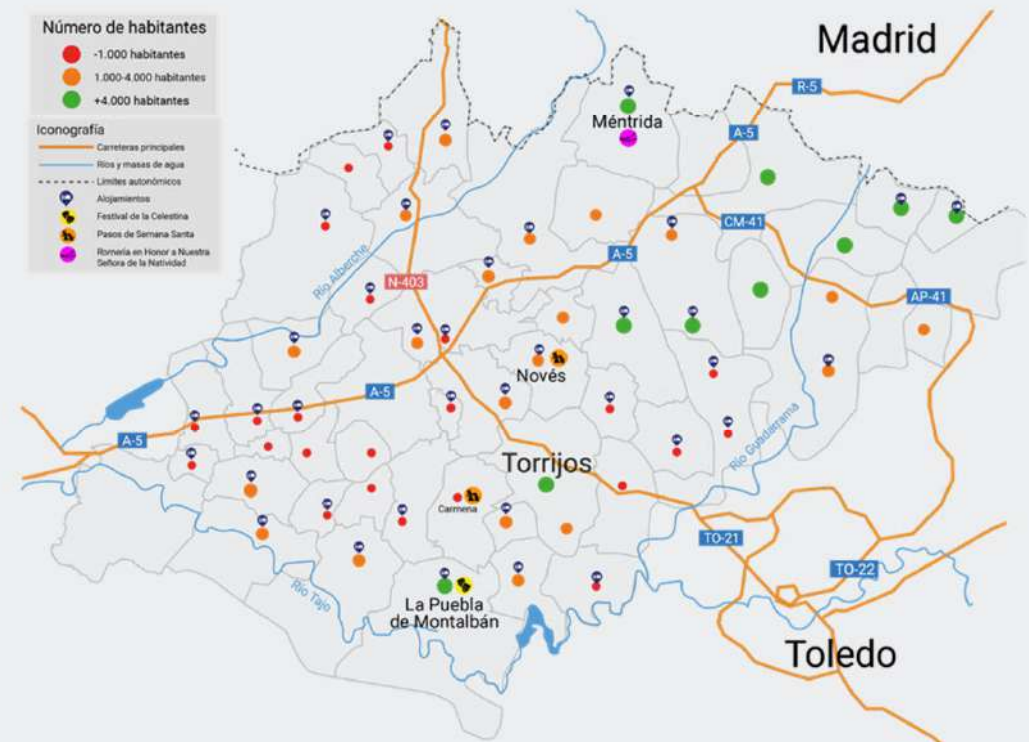 Número de habitantes
-1.000 habitantes
1.000-4.000 habitantes
+4.000 habitantes
Iconografía
Carreteras principales
Ríos y masas de agua
Límites autonómicos
Alojamientos
Festival de la Celestina
Pasos de Semana Santa
Romería en Honor a Nuestra
Señora de la Natividad
Madrid
R-5
Méntrida
A-5
CM-41
A-5
Río Alberche
N-403
AP-41
Novés
A-5
A-5
Río Guadarrama
Torrijos
Carmena
TO-21
TO-22
Río Tajo
La Puebla
de Montalbán
Toledo